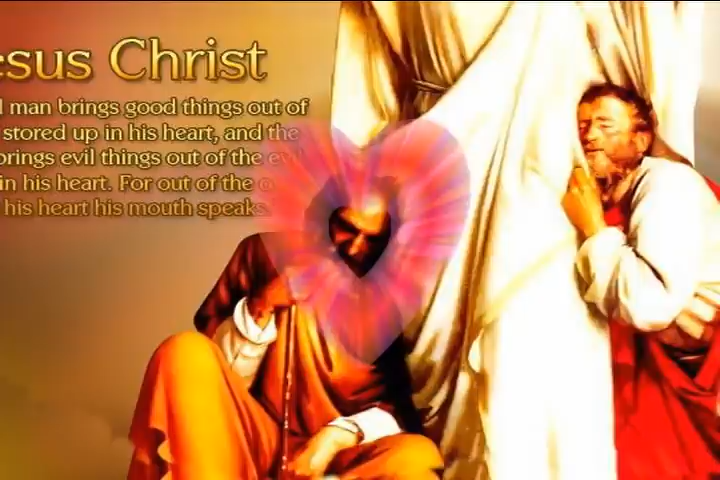 esus Christ
man brings good things out of
stored up in his heart, and the
brings evil things out of the
in his heart. For out of the
his heart his mouth speaks.